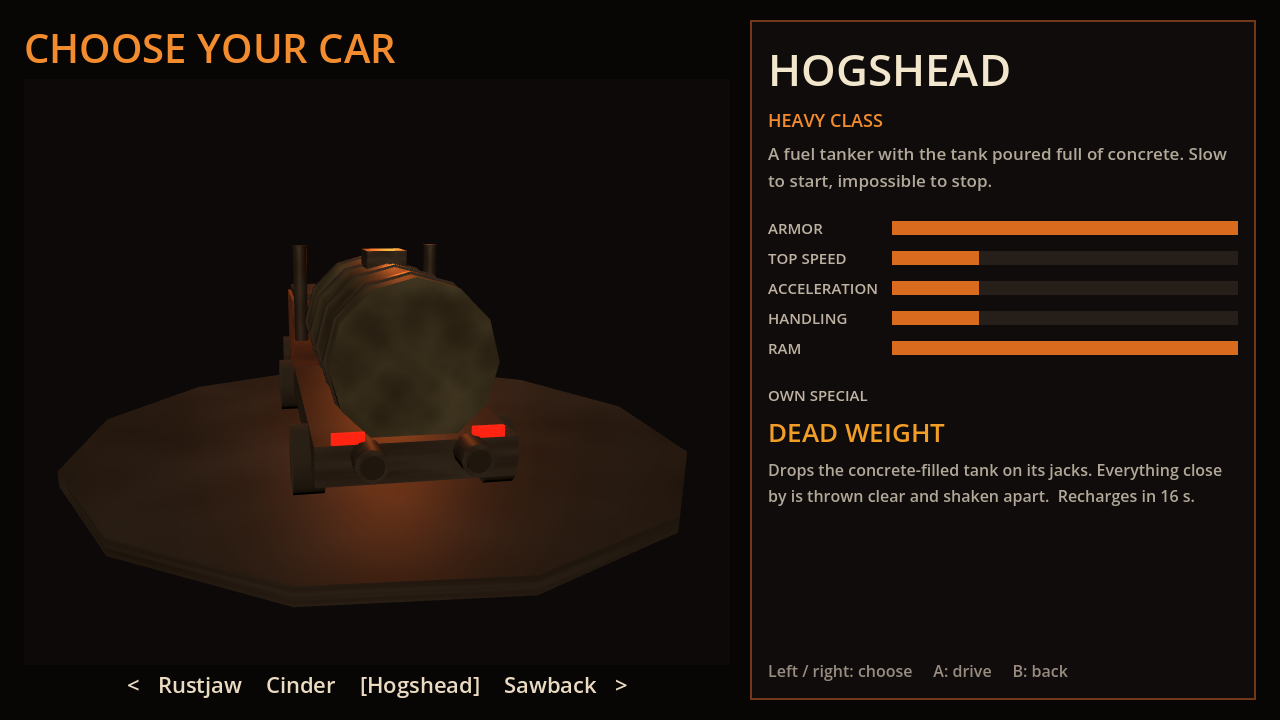 CHOOSE YOUR CAR
HOGSHEAD
HEAVY CLASS
A fuel tanker with the tank poured full of concrete. Slow
to start, impossible to stop.
ARMOR
TOP SPEED
ACCELERATION
HANDLING
RAM
OWN SPECIAL
DEAD WEIGHT
Drops the concrete-filled tank on its jacks. Everything close
by is thrown clear and shaken apart.  Recharges in 16 s.
Left / right: choose    A: drive    B: back
<   Rustjaw   Cinder   [Hogshead]   Sawback   >